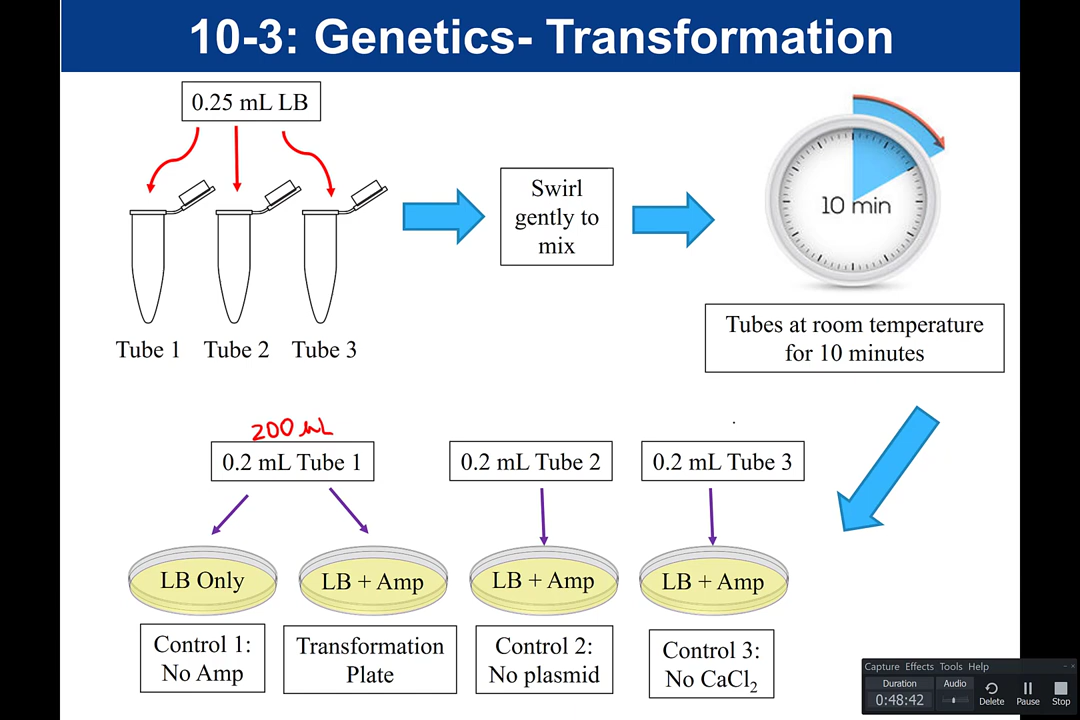 10-3: Genetics- Transformation
0.25 mL LB
Swirl
gently to
mix
10 min
Tube 1
Tube 2
Tube 3
Tubes at room temperature
for 10 minutes
200 uL
0.2 mL Tube 1
0.2 mL Tube 2
0.2 mL Tube 3
LB Only
LB + Amp
LB + Amp
LB + Amp
Control 1:
No Amp
Transformation
Plate
Control 2:
No plasmid
Control 3:
No CaCl₂
Capture Effects Tools Help
Duration
0:48:42
Audio
Delete
Pause
Stop